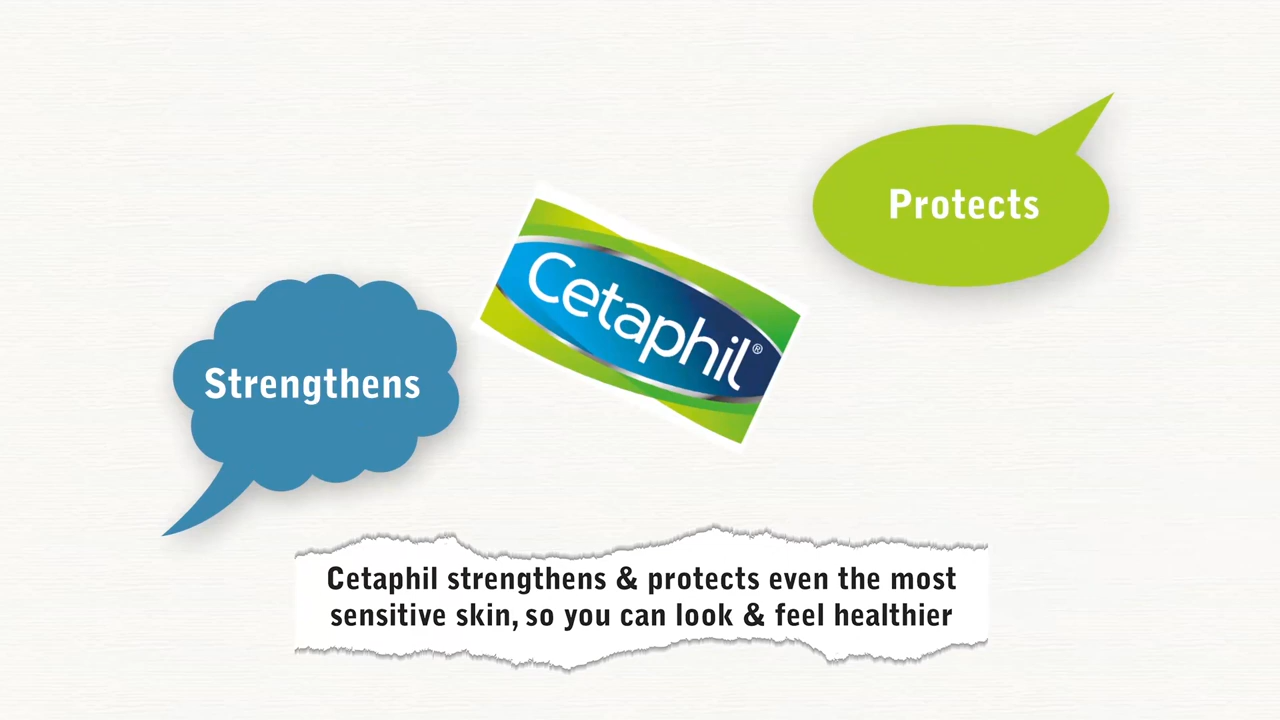 Protects
Cetaphil®
Strengthens
Cetaphil strengthens & protects even the most
sensitive skin, so you can look & feel healthier